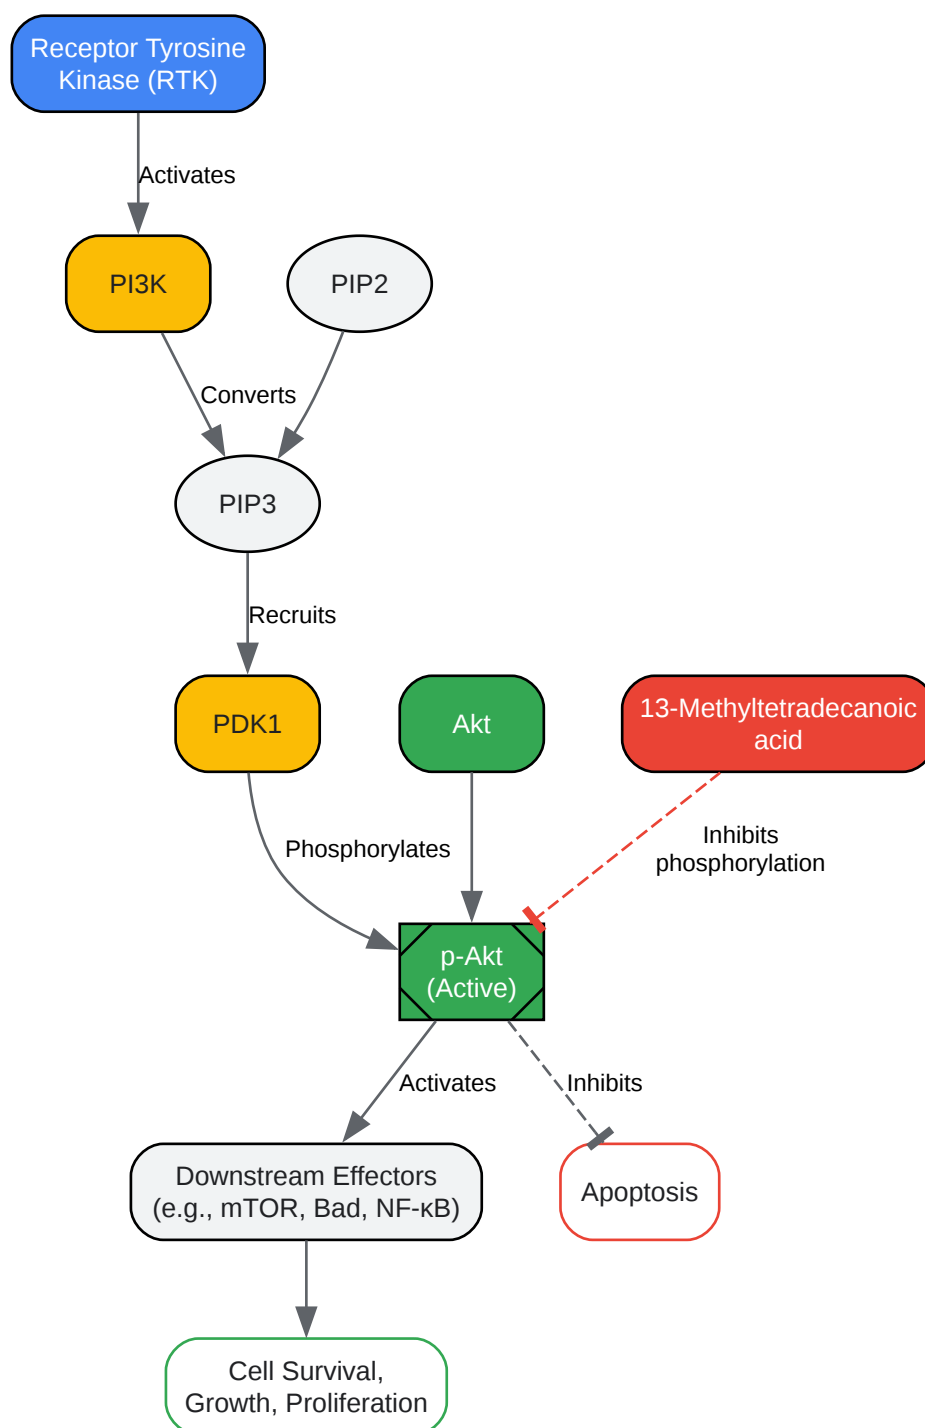 Receptor Tyrosine
Kinase (RTK)
Activates
PI3K
PIP2
Converts
PIP3
Recruits
PDK1
Akt
13-Methyltetradecanoic
acid
Phosphorylates
Inhibits
phosphorylation
p-Akt
(Active)
Activates
Inhibits
Downstream Effectors
(e.g., mTOR, Bad, NF-κB)
Apoptosis
Cell Survival,
Growth, Proliferation